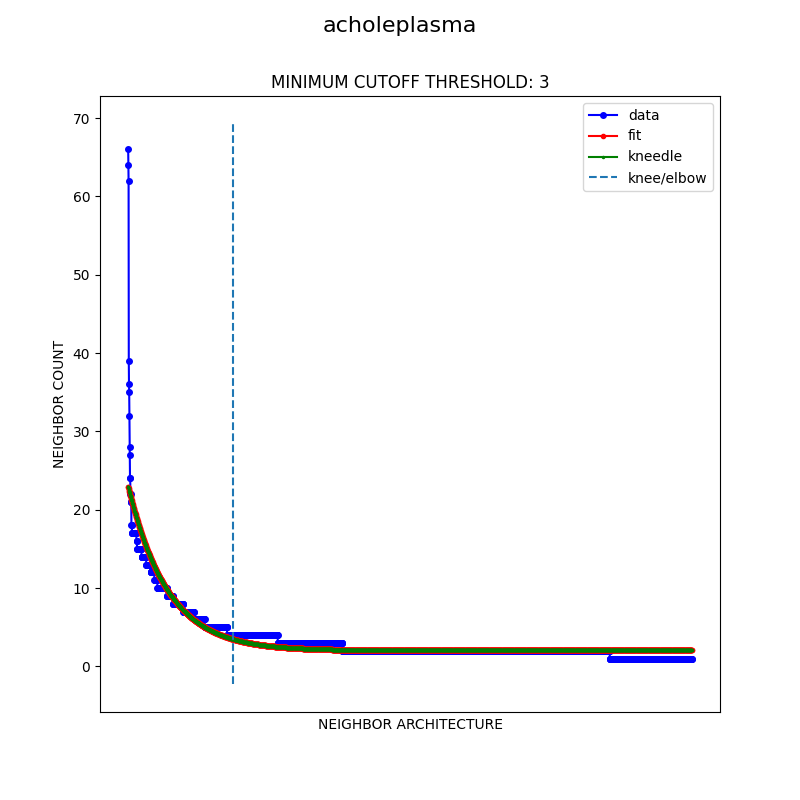 acholeplasma
MINIMUM CUTOFF THRESHOLD: 3
data
fit
kneedle
knee/elbow
70
60
50
40
30
20
10
0
NEIGHBOR COUNT
NEIGHBOR ARCHITECTURE